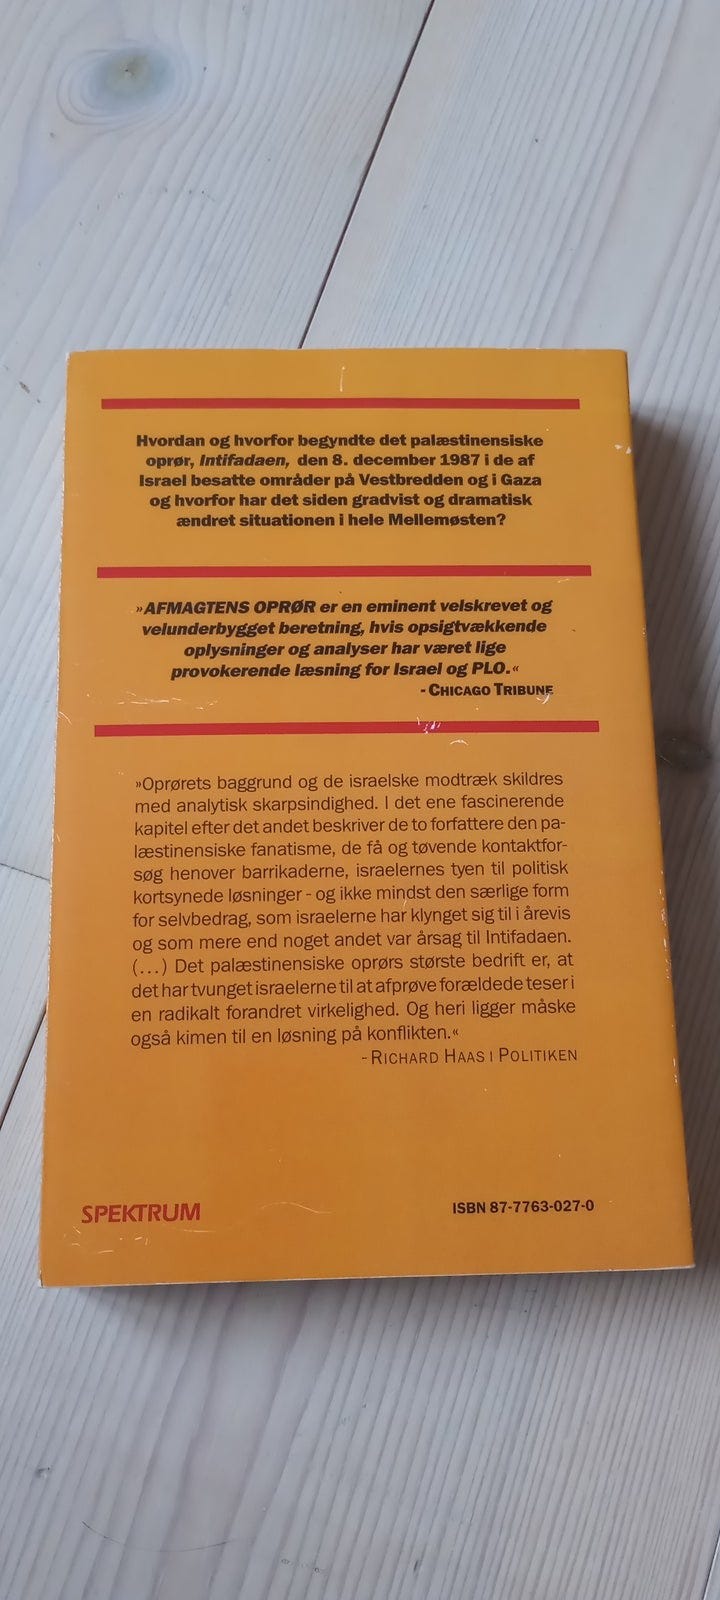 Hvordan og hvorfor begyndte det palæstinensiske
oprør, Intifadaen, den 8. december 1987 i de af
Israel besatte områder på Vestbredden og i Gaza
og hvorfor har det siden gradvist og dramatisk
ændret situationen i hele Mellemøsten?
»AFMAGTENS OPRØR er en eminent velskrevet og
velunderbygget beretning, hvis opsigtvækkende
oplysninger og analyser har været lige
provokerende læsning for Israel og PLO.«
- CHICAGO TRIBUNE
»Oprørets baggrund og de israelske modtræk skildres
med analytisk skarpsindighed. I det ene fascinerende
kapitel efter det andet beskriver de to forfattere den pa-
læstinensiske fanatisme, de få og tøvende kontaktfor-
søg henover barrikaderne, israelernes tyen til politisk
kortsynede løsninger - og ikke mindst den særlige form
for selvbedrag, som israelerne har klynget sig til i årevis
og som mere end noget andet var årsag til Intifadaen.
(...) Det palæstinensiske oprørs største bedrift er, at
det har tvunget israelerne til at afprøve forældede teser i
en radikalt forandret virkelighed. Og heri ligger måske
også kimen til en løsning på konflikten.«
- RICHARD HAAS I POLITIKEN
SPEKTRUM
ISBN 87-7763-027-0